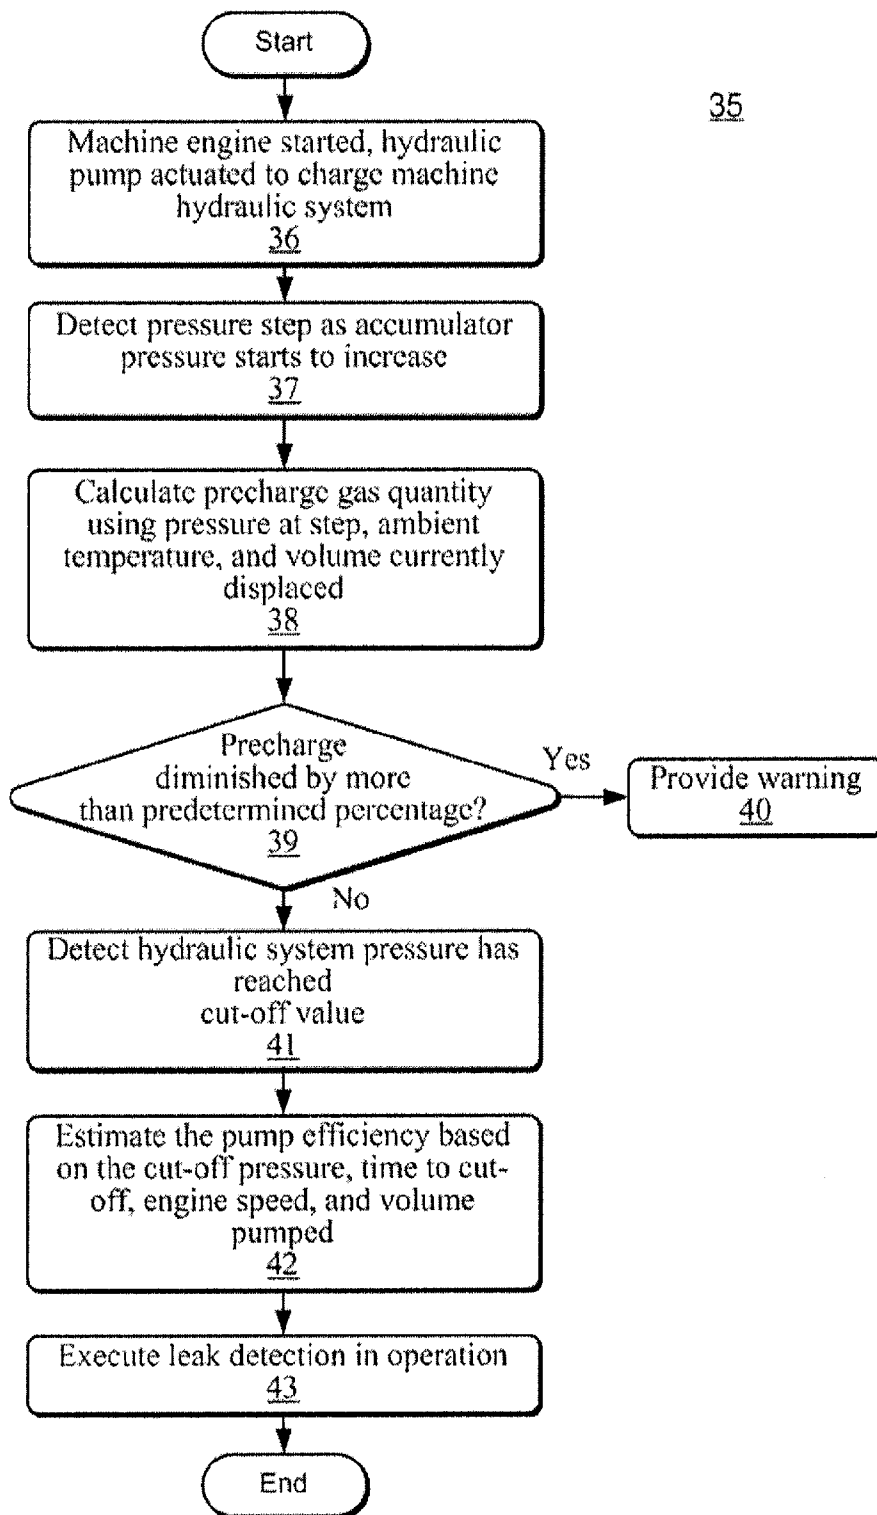 Start
35
Machine engine started, hydraulic
pump actuated to charge machine
hydraulic system
36
Detect pressure step as accumulator
pressure starts to increase
37
Calculate precharge gas quantity
using pressure at step, ambient
temperature, and volume currently
displaced
38
Precharge
diminished by more
than predetermined percentage?
39
Yes
Provide warning
40
No
Detect hydraulic system pressure has
reached
cut-off value
41
Estimate the pump efficiency based
on the cut-off pressure, time to cut-
off, engine speed, and volume
pumped
42
Execute leak detection in operation
43
End